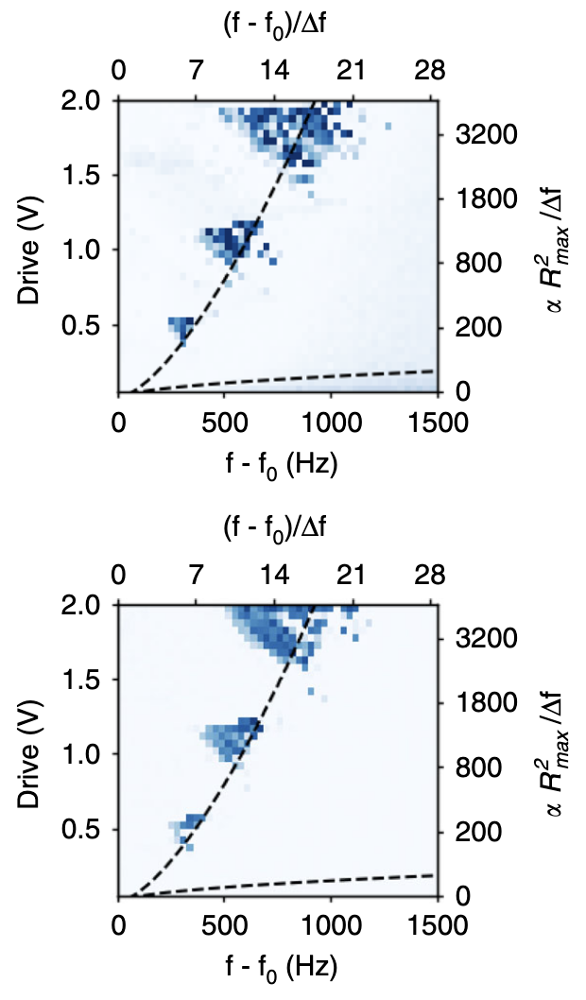 (f - f₀)/Δf
0 7 14 21 28
2.0
1.5
1.0
0.5
Drive (V)
3200
1800
800
200
0
α R²max /Δf
0 500 1000 1500
f - f₀ (Hz)
(f - f₀)/Δf
0 7 14 21 28
2.0
1.5
1.0
0.5
Drive (V)
3200
1800
800
200
0
α R²max /Δf
0 500 1000 1500
f - f₀ (Hz)